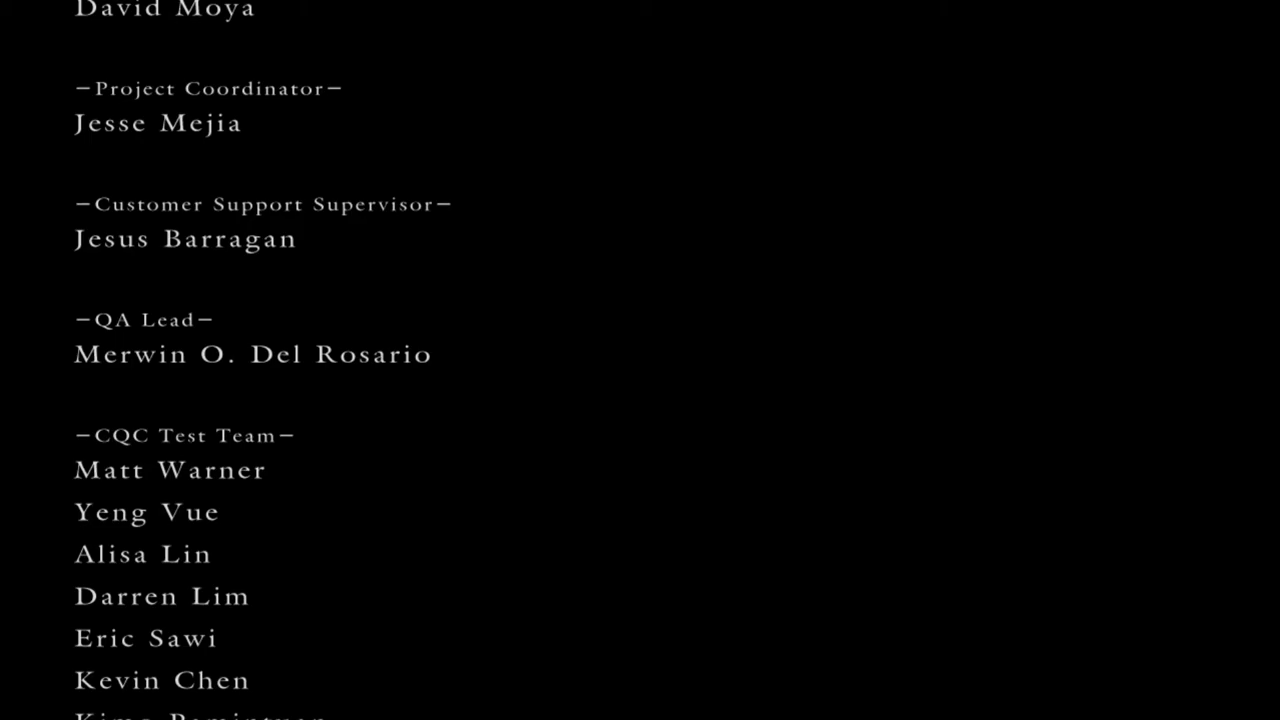 David Moya
－Project Coordinator－
Jesse Mejia
－Customer Support Supervisor－
Jesus Barragan
－QA Lead－
Merwin O. Del Rosario
－CQC Test Team－
Matt Warner
Yeng Vue
Alisa Lin
Darren Lim
Eric Sawi
Kevin Chen